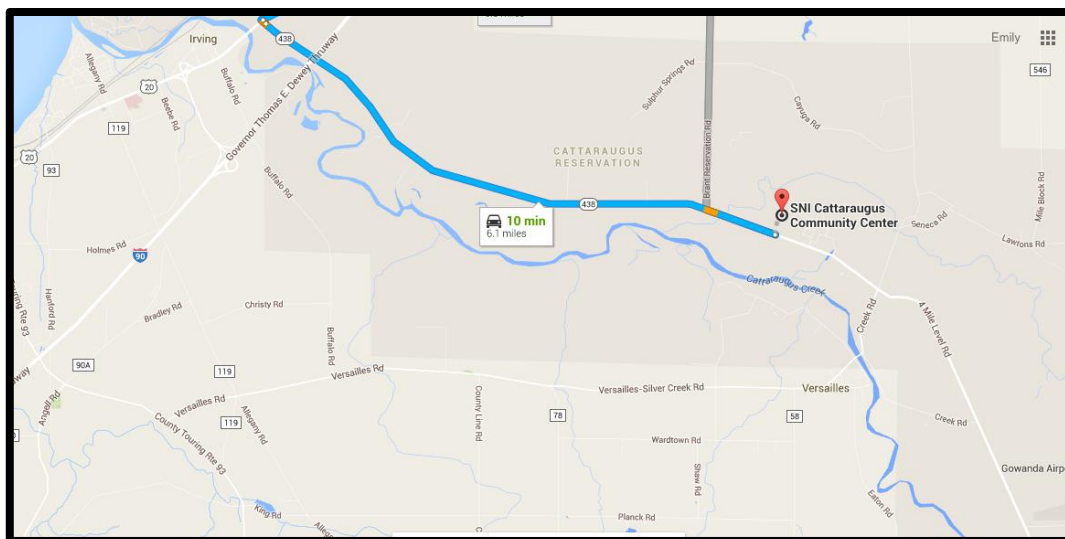 Irving
438
Emily
546
Allegany Rd
20
Buffalo Rd
Beebe Rd
Governor Thomas E. Dewey Thruway
119
Sulphur Springs Rd
Cayuga Rd
Brant Reservation Rd
CATTARAUGUS
RESERVATION
20
93
Buffalo Rd
Mile Block Rd
438
10 min
6.1 miles
SNI Cattaraugus
Community Center
Seneca Rd
Lawtons Rd
Holmes Rd
90
Hanford Rd
Touring Rte 93
Bradley Rd
Christy Rd
Buffalo Rd
Cattaraugus Creek
Creek Rd
4 Mile Level Rd
90A
119
Versailles Rd
Versailles-Silver Creek Rd
Versailles
Angell Rd
Versailles Rd
119
Allegany Rd
County Touring Rte 93
County Line Rd
78
58
Creek Rd
Wardtown Rd
Shaw Rd
Gowanda
Eaton Rd
King Rd
Planck Rd